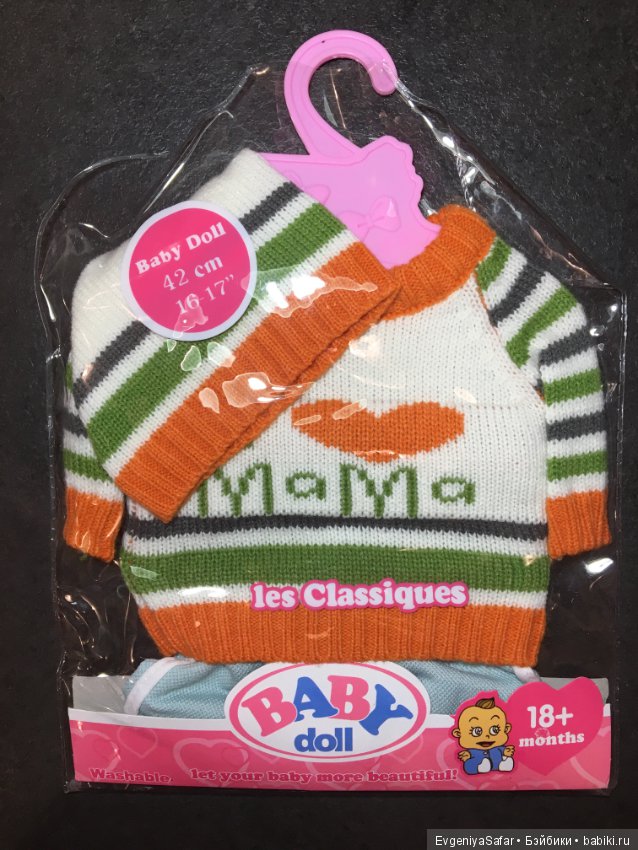 Baby Doll
42 cm
16-17”
MaMa
les Classiques
BABY
doll
18+
months
Washable. let your baby more beautiful!
EvgeniyaSafar • Бэйбики • babiki.ru